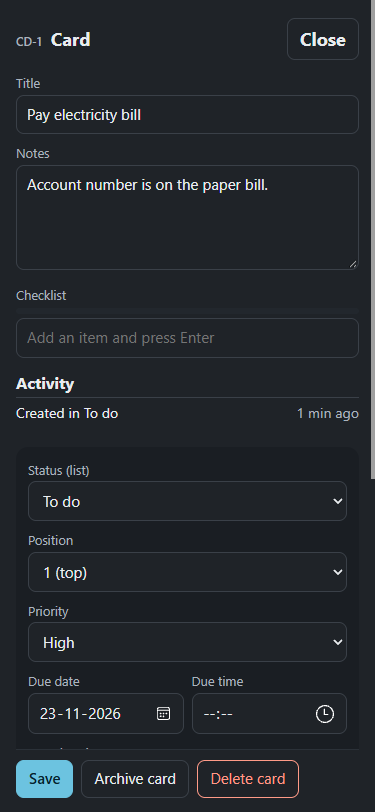 CD-1 Card Close
Title
Pay electricity bill
Notes
Account number is on the paper bill.
Checklist
Add an item and press Enter
Activity
Created in To do 1 min ago
Status (list)
To do
Position
1 (top)
Priority
High
Due date Due time
23-11-2026 --:--
Save Archive card Delete card